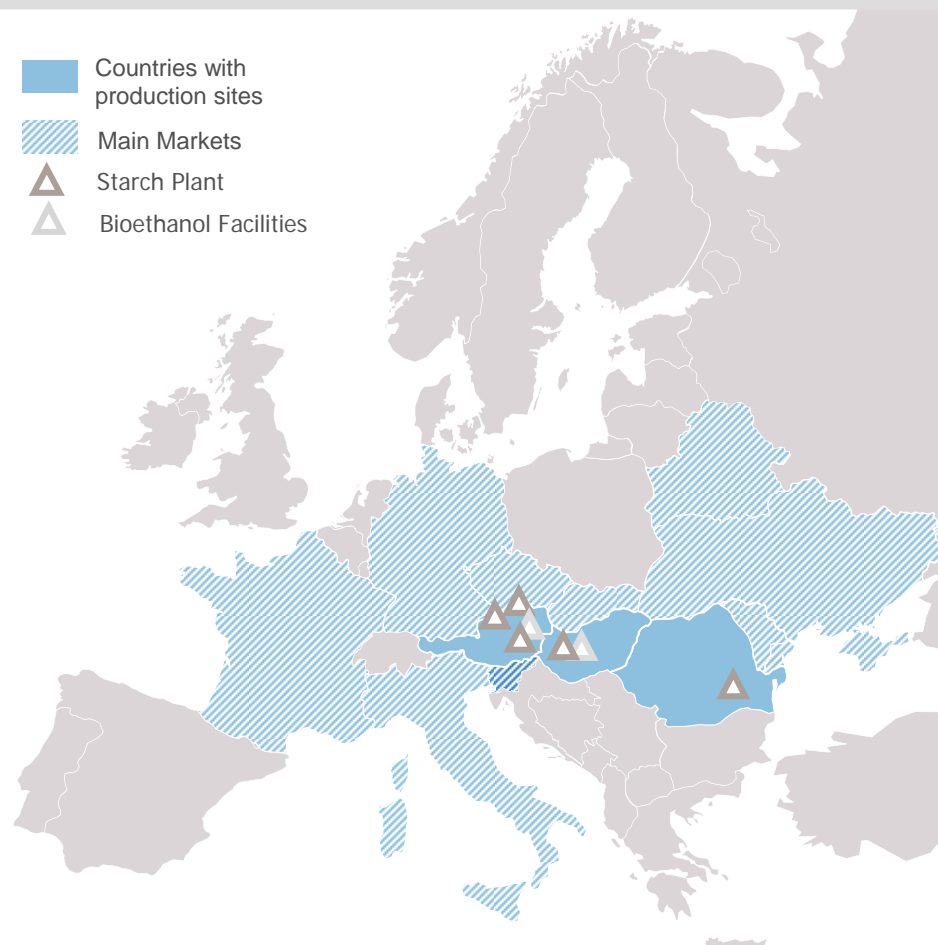 Countries with
production sites
Main Markets
Starch Plant
Bioethanol Facilities